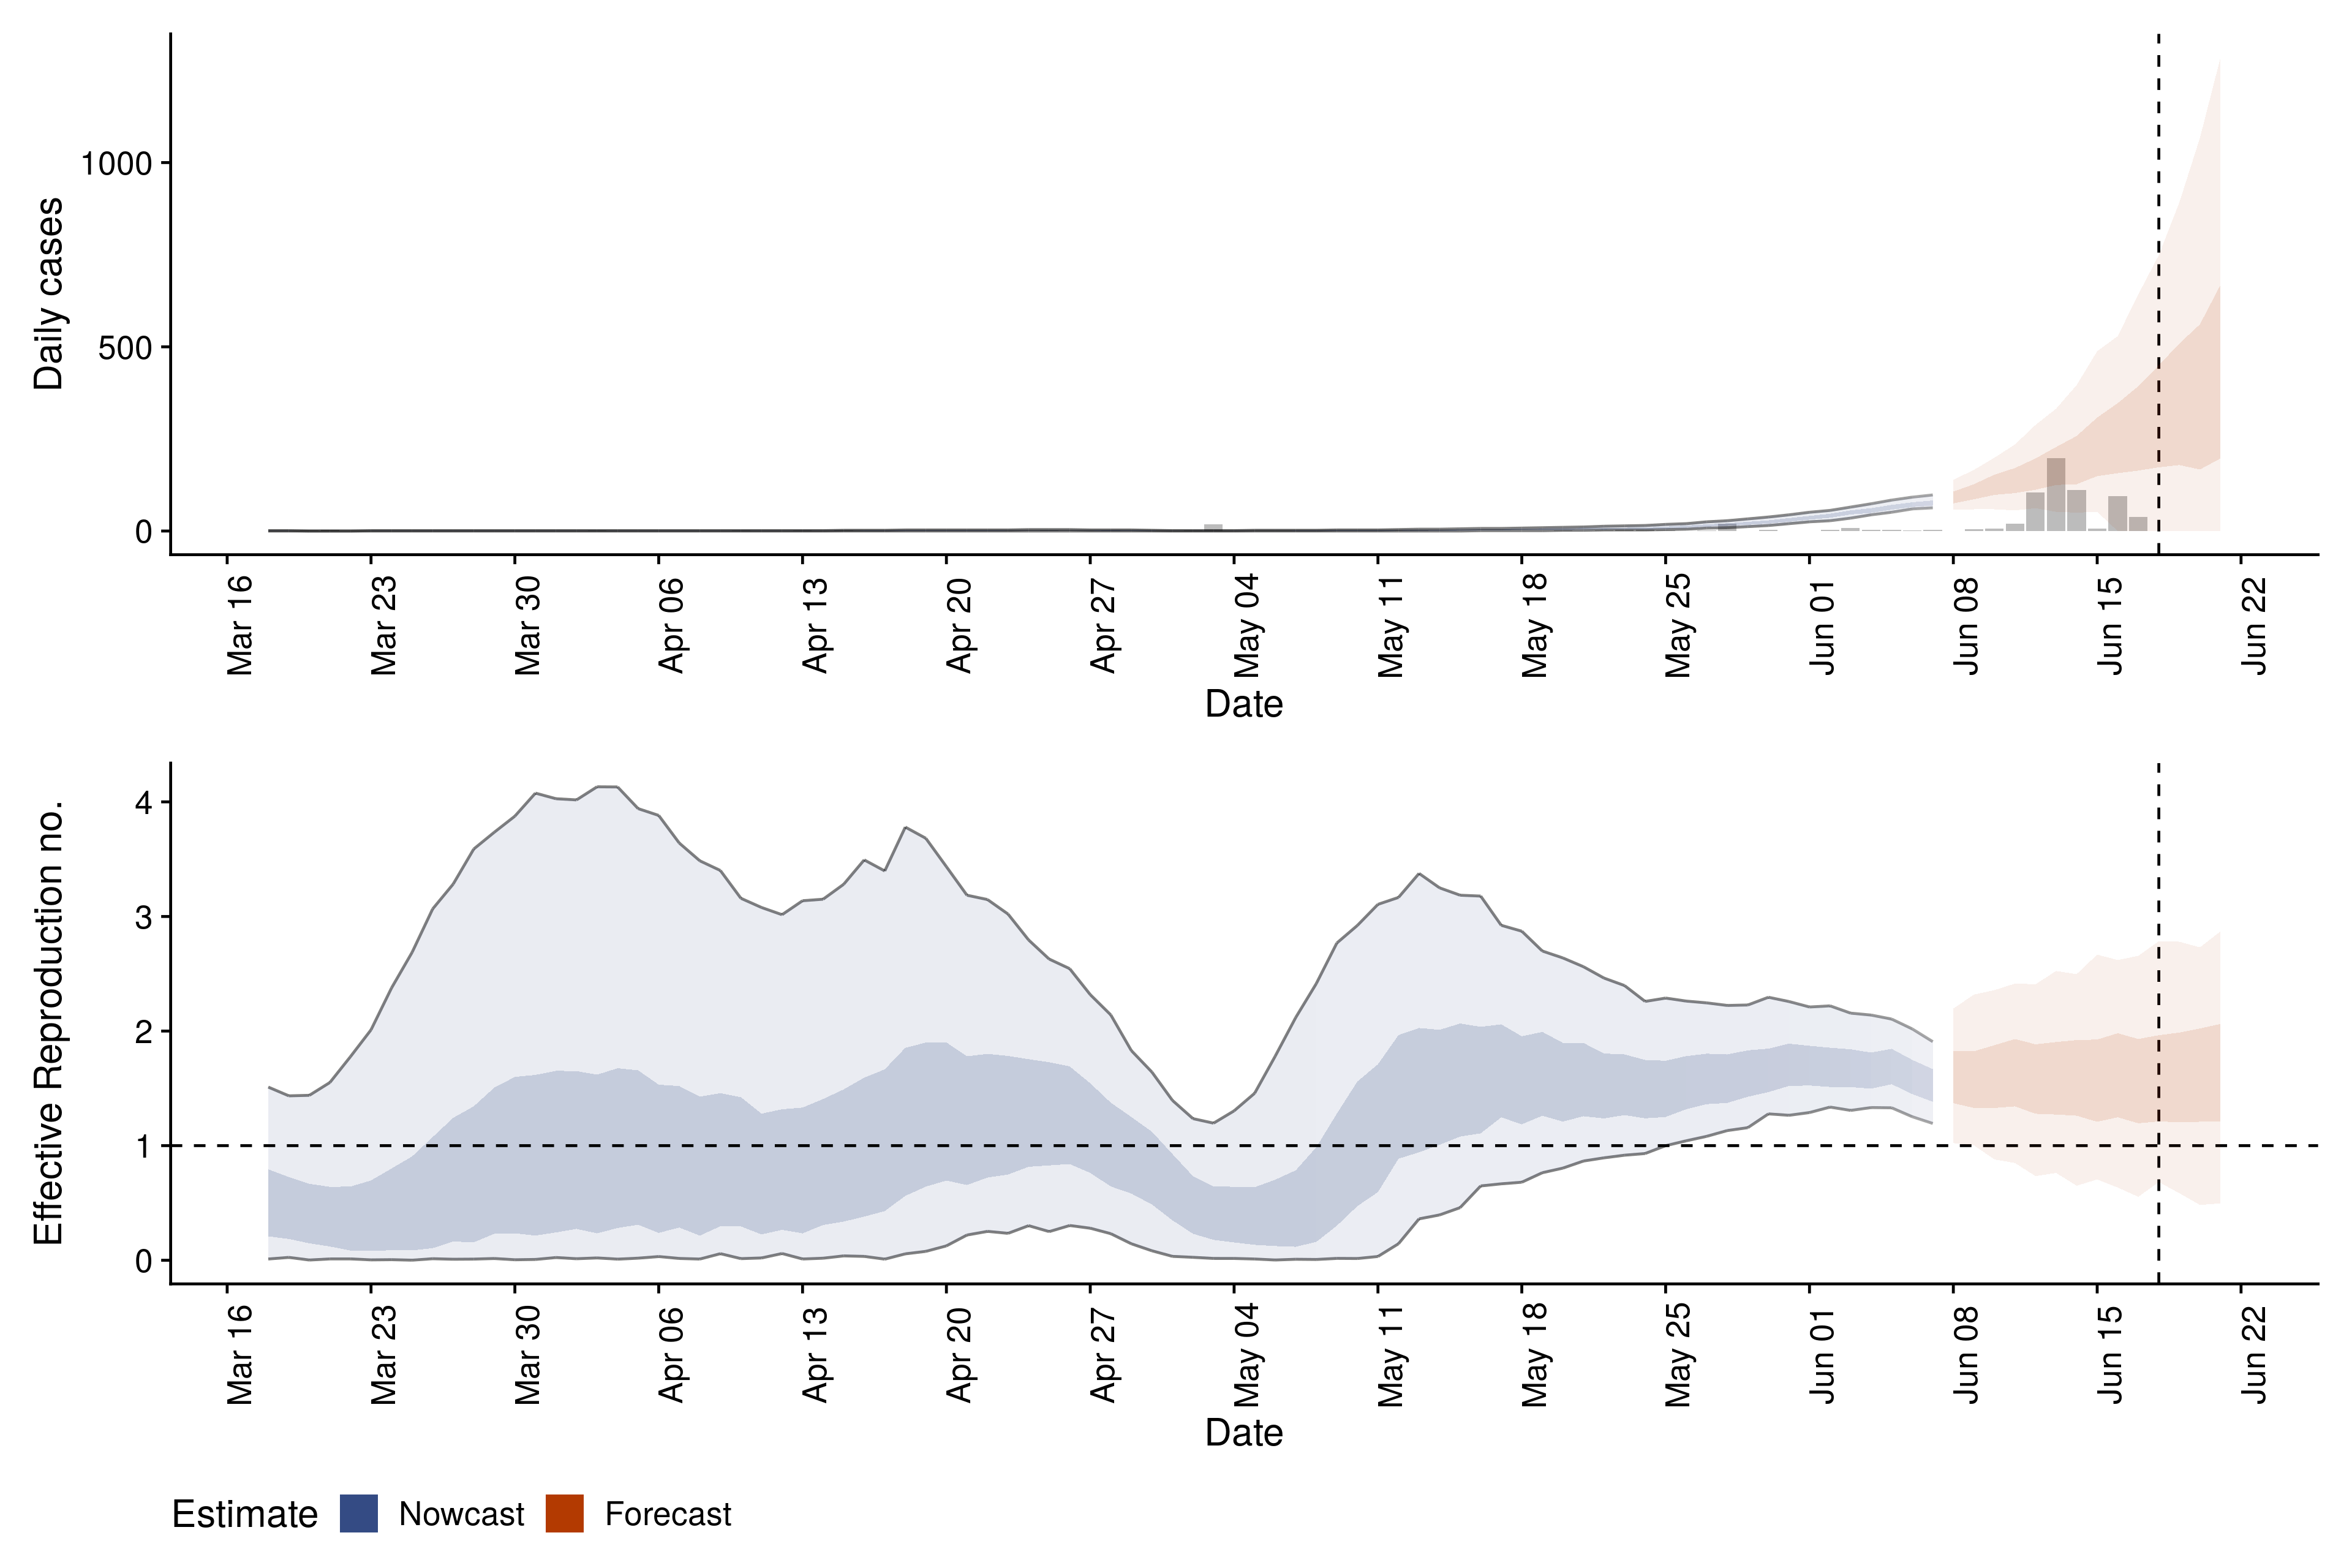 Daily cases
1000
500
0
Mar 16 Mar 23 Mar 30 Apr 06 Apr 13 Apr 20 Apr 27 May 04 May 11 May 18 May 25 Jun 01 Jun 08 Jun 15 Jun 22
Date
Effective Reproduction no.
4
3
2
1
0
Mar 16 Mar 23 Mar 30 Apr 06 Apr 13 Apr 20 Apr 27 May 04 May 11 May 18 May 25 Jun 01 Jun 08 Jun 15 Jun 22
Date
Estimate Nowcast Forecast